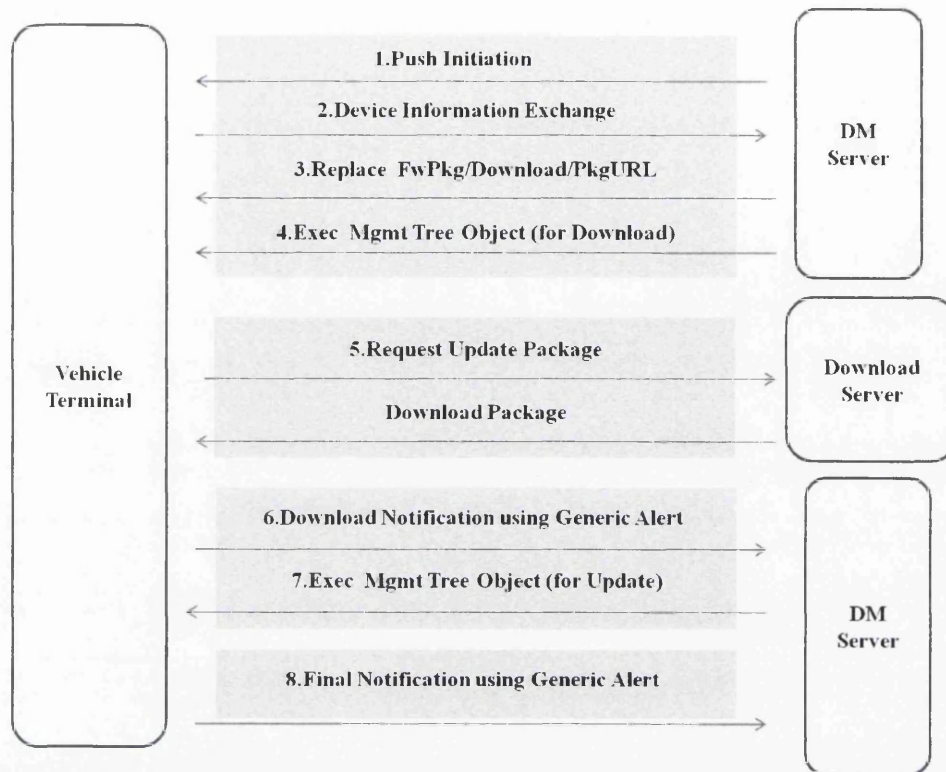 1.Push Initiation
2.Device Information Exchange
3.Replace FwPkg/Download/PkgURL
4.Exec Mgmt Tree Object (for Download)
DM
Server
5.Request Update Package
Download Package
Vehicle
Terminal
Download
Server
6.Download Notification using Generic Alert
7.Exec Mgmt Tree Object (for Update)
8.Final Notification using Generic Alert
DM
Server